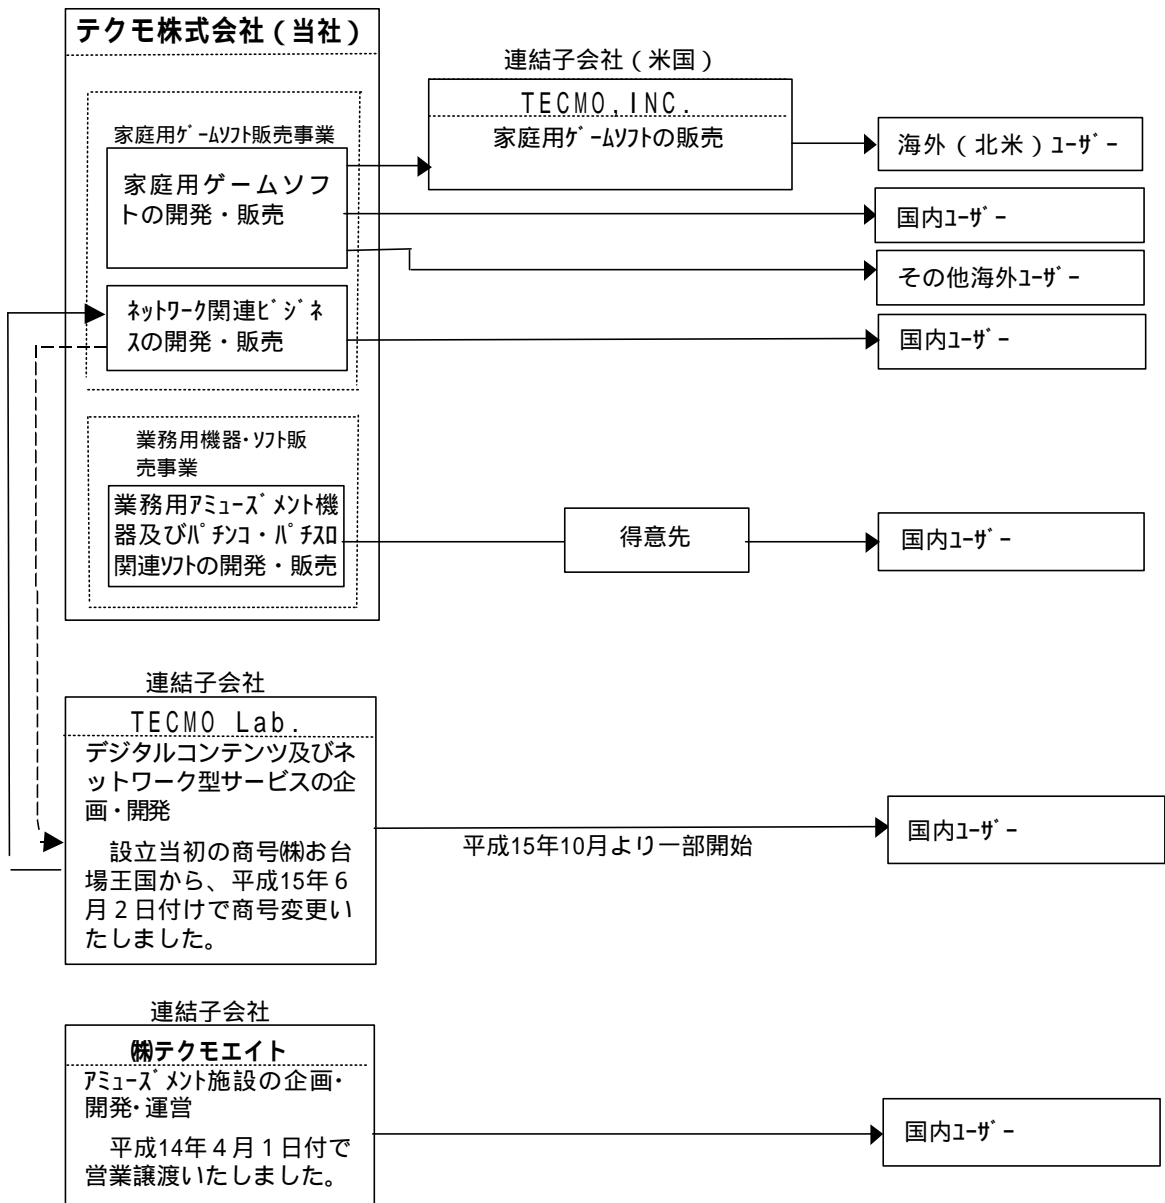 テクモ株式会社（当社）
連結子会社（米国）
TECMO,INC.
家庭用ｹﾞｰﾑｿﾌﾄの販売
海外（北米）ﾕｰｻﾞｰ
家庭用ｹﾞｰﾑｿﾌﾄ販売事業
家庭用ゲームソフ
トの開発・販売
国内ﾕｰｻﾞｰ
その他海外ﾕｰｻﾞｰ
ﾈｯﾄﾜｰｸ関連ﾋﾞｼﾞﾈ
ｽの開発・販売
国内ﾕｰｻﾞｰ
業務用機器･ｿﾌﾄ販
売事業
業務用ｱﾐｭｰｽﾞﾒﾝﾄ機
器及びﾊﾟﾁﾝｺ・ﾊﾟﾁｽﾛ
関連ｿﾌﾄの開発・販売
得意先
国内ﾕｰｻﾞｰ
連結子会社
TECMO Lab.
デジタルコンテンツ及びネ
ットワーク型サービスの企
画・開発
設立当初の商号㈱お台
場王国から、平成15年６
月２日付けで商号変更い
たしました。
平成15年10月より一部開始
国内ﾕｰｻﾞｰ
連結子会社
㈱テクモエイト
ｱﾐｭｰｽﾞﾒﾝﾄ施設の企画･
開発･運営
平成14年４月１日付で
営業譲渡いたしました。
国内ﾕｰｻﾞｰ